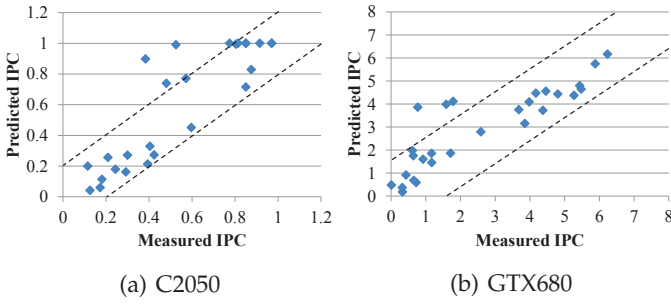 Predicted IPC
1.2
1
0.8
0.6
0.4
0.2
0
0 0.2 0.4 0.6 0.8 1 1.2
Measured IPC
(a) C2050
Predicted IPC
8
7
6
5
4
3
2
1
0
0 1 2 3 4 5 6 7 8
Measured IPC
(b) GTX680